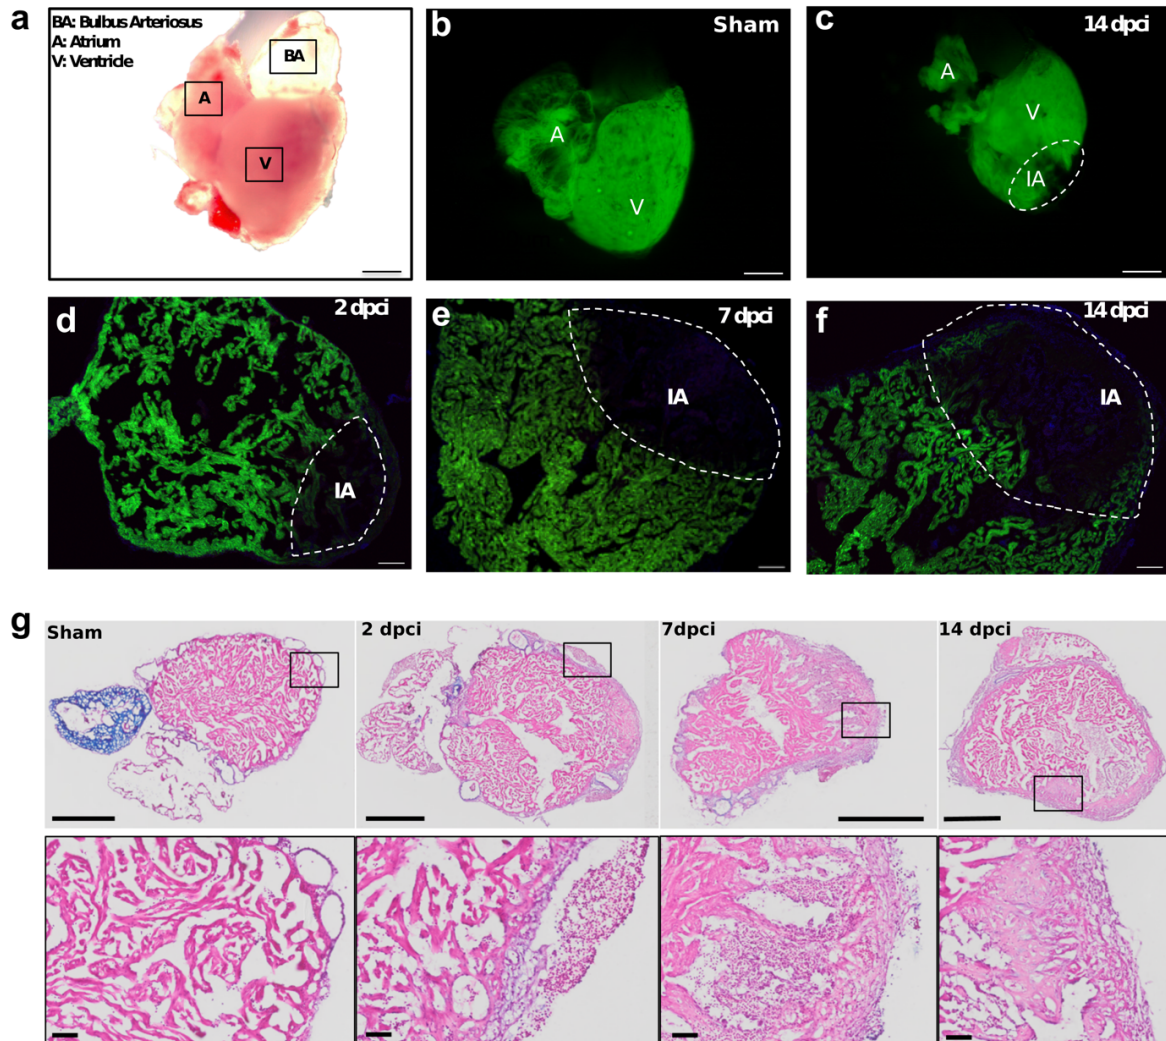 a
BA: Bulbus Arteriosus
A: Atrium
V: Ventricle
BA
A
V
b
Sham
A
V
c
14 dpci
A
V
IA
d
2 dpci
IA
e
7 dpci
IA
f
14 dpci
IA
g
Sham
2 dpci
7dpci
14 dpci